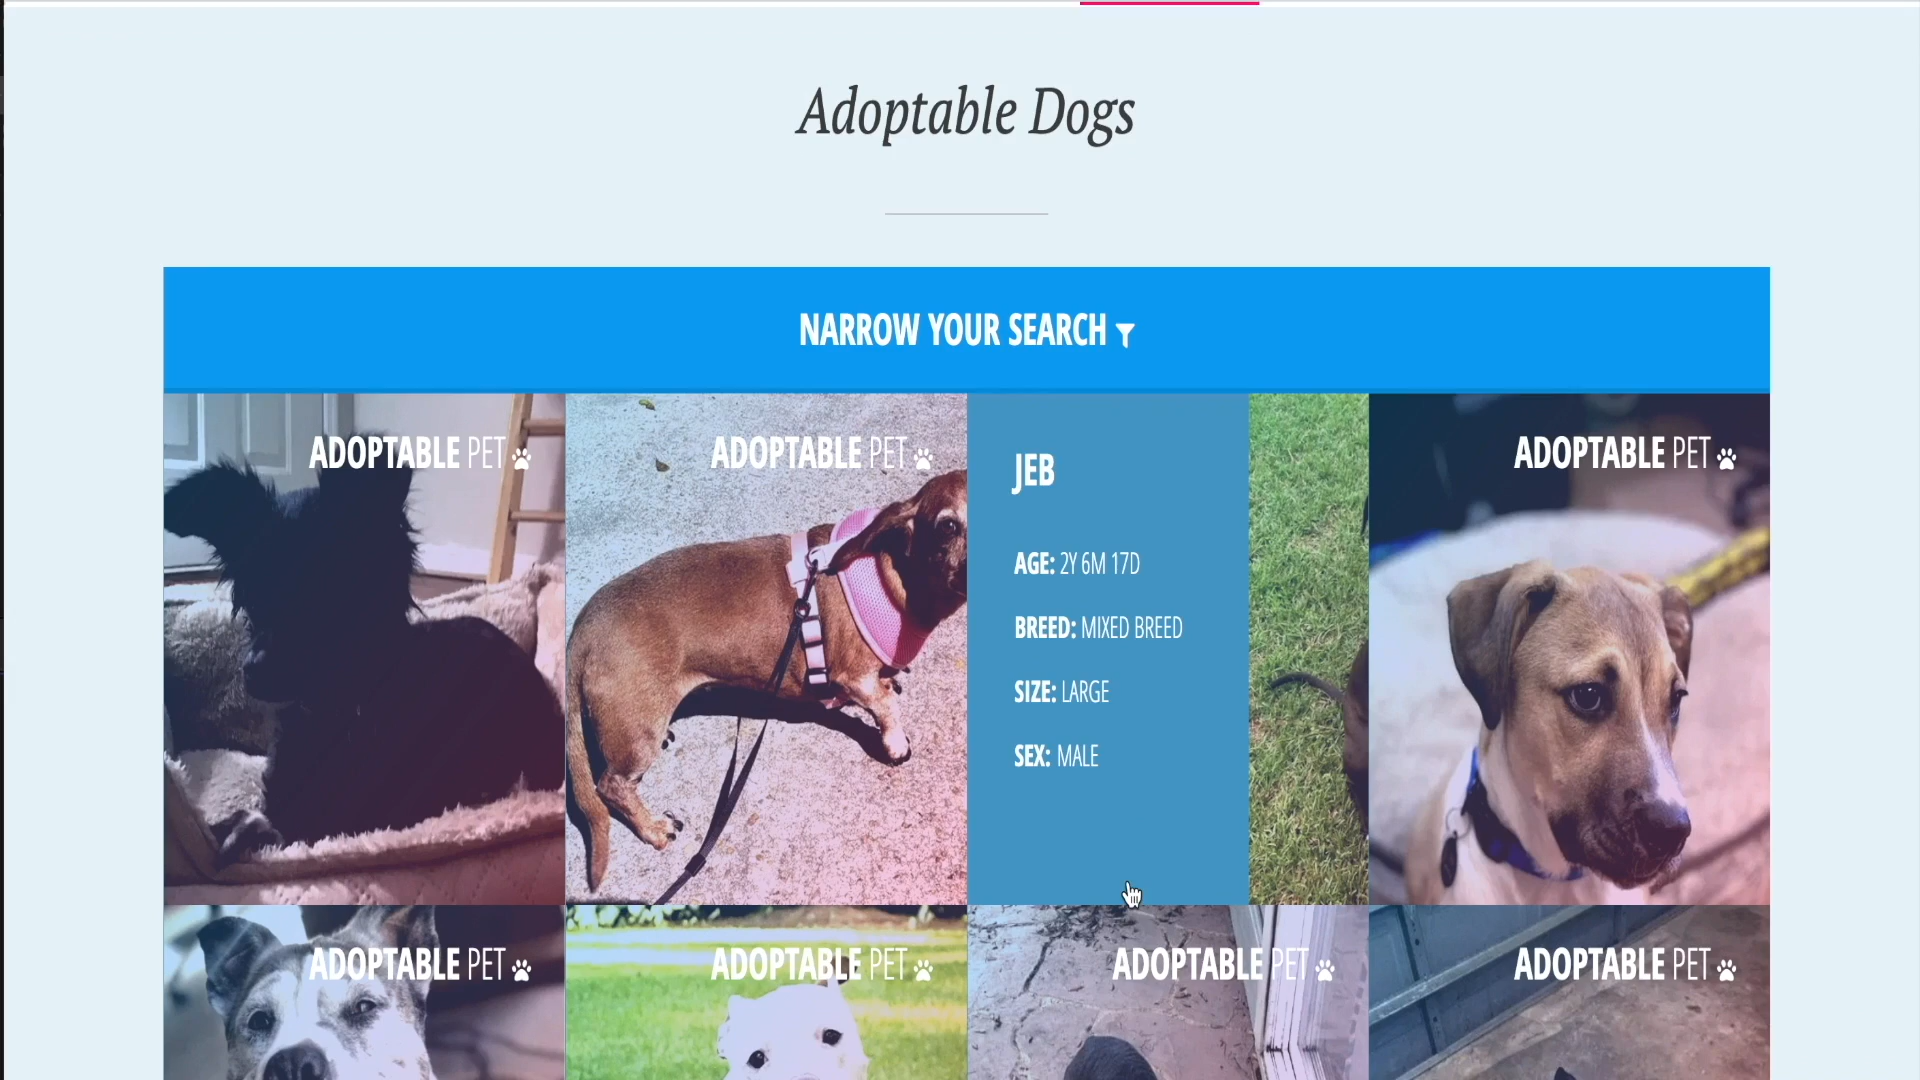 Adoptable Dogs
NARROW YOUR SEARCH
ADOPTABLE PET
ADOPTABLE PET
JEB
AGE: 2Y 6M 17D
BREED: MIXED BREED
SIZE: LARGE
SEX: MALE
ADOPTABLE PET
ADOPTABLE PET
ADOPTABLE PET
ADOPTABLE PET
ADOPTABLE PET